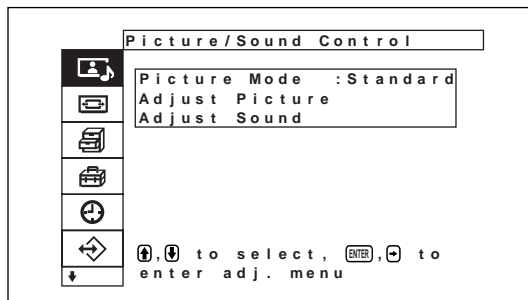 Picture/Sound Control
Picture Mode :Standard
Adjust Picture
Adjust Sound
↑,↓ to select, ENTER,→ to
enter adj. menu